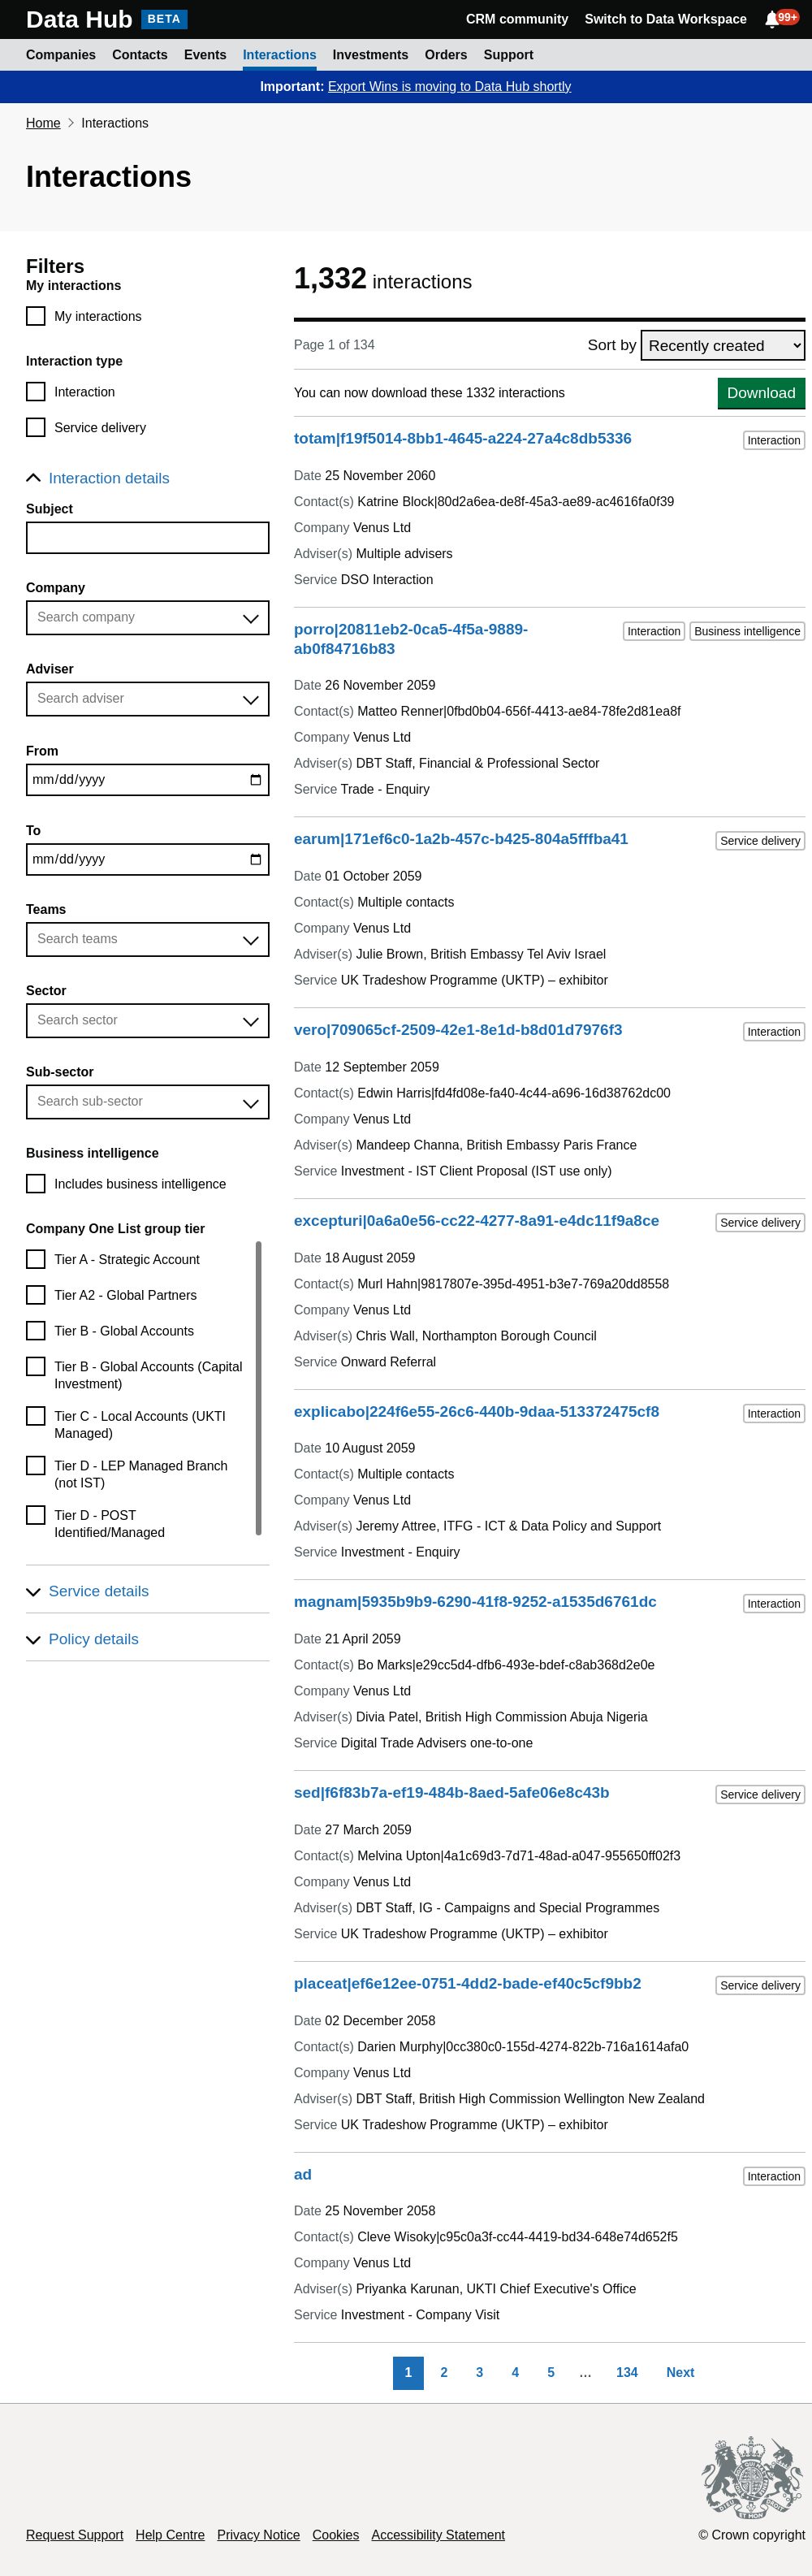 Data Hub BETA
CRM community Switch to Data Workspace 99+
Companies Contacts Events Interactions Investments Orders Support
Important: Export Wins is moving to Data Hub shortly
Home Interactions
Interactions
Filters
My interactions
My interactions
Interaction type
Interaction
Service delivery
Interaction details
Subject
Company
Search company
Adviser
Search adviser
From
mm/dd/yyyy
To
mm/dd/yyyy
Teams
Search teams
Sector
Search sector
Sub-sector
Search sub-sector
Business intelligence
Includes business intelligence
Company One List group tier
Tier A - Strategic Account
Tier A2 - Global Partners
Tier B - Global Accounts
Tier B - Global Accounts (Capital
Investment)
Tier C - Local Accounts (UKTI
Managed)
Tier D - LEP Managed Branch
(not IST)
Tier D - POST
Identified/Managed
Service details
Policy details
1,332 interactions
Page 1 of 134
Sort by Recently created
You can now download these 1332 interactions
Download
totam|f19f5014-8bb1-4645-a224-27a4c8db5336
Interaction
Date 25 November 2060
Contact(s) Katrine Block|80d2a6ea-de8f-45a3-ae89-ac4616fa0f39
Company Venus Ltd
Adviser(s) Multiple advisers
Service DSO Interaction
porro|20811eb2-0ca5-4f5a-9889-
ab0f84716b83
Interaction Business intelligence
Date 26 November 2059
Contact(s) Matteo Renner|0fbd0b04-656f-4413-ae84-78fe2d81ea8f
Company Venus Ltd
Adviser(s) DBT Staff, Financial & Professional Sector
Service Trade - Enquiry
earum|171ef6c0-1a2b-457c-b425-804a5fffba41
Service delivery
Date 01 October 2059
Contact(s) Multiple contacts
Company Venus Ltd
Adviser(s) Julie Brown, British Embassy Tel Aviv Israel
Service UK Tradeshow Programme (UKTP) – exhibitor
vero|709065cf-2509-42e1-8e1d-b8d01d7976f3
Interaction
Date 12 September 2059
Contact(s) Edwin Harris|fd4fd08e-fa40-4c44-a696-16d38762dc00
Company Venus Ltd
Adviser(s) Mandeep Channa, British Embassy Paris France
Service Investment - IST Client Proposal (IST use only)
excepturi|0a6a0e56-cc22-4277-8a91-e4dc11f9a8ce
Service delivery
Date 18 August 2059
Contact(s) Murl Hahn|9817807e-395d-4951-b3e7-769a20dd8558
Company Venus Ltd
Adviser(s) Chris Wall, Northampton Borough Council
Service Onward Referral
explicabo|224f6e55-26c6-440b-9daa-513372475cf8
Interaction
Date 10 August 2059
Contact(s) Multiple contacts
Company Venus Ltd
Adviser(s) Jeremy Attree, ITFG - ICT & Data Policy and Support
Service Investment - Enquiry
magnam|5935b9b9-6290-41f8-9252-a1535d6761dc
Interaction
Date 21 April 2059
Contact(s) Bo Marks|e29cc5d4-dfb6-493e-bdef-c8ab368d2e0e
Company Venus Ltd
Adviser(s) Divia Patel, British High Commission Abuja Nigeria
Service Digital Trade Advisers one-to-one
sed|f6f83b7a-ef19-484b-8aed-5afe06e8c43b
Service delivery
Date 27 March 2059
Contact(s) Melvina Upton|4a1c69d3-7d71-48ad-a047-955650ff02f3
Company Venus Ltd
Adviser(s) DBT Staff, IG - Campaigns and Special Programmes
Service UK Tradeshow Programme (UKTP) – exhibitor
placeat|ef6e12ee-0751-4dd2-bade-ef40c5cf9bb2
Service delivery
Date 02 December 2058
Contact(s) Darien Murphy|0cc380c0-155d-4274-822b-716a1614afa0
Company Venus Ltd
Adviser(s) DBT Staff, British High Commission Wellington New Zealand
Service UK Tradeshow Programme (UKTP) – exhibitor
ad
Interaction
Date 25 November 2058
Contact(s) Cleve Wisoky|c95c0a3f-cc44-4419-bd34-648e74d652f5
Company Venus Ltd
Adviser(s) Priyanka Karunan, UKTI Chief Executive's Office
Service Investment - Company Visit
1 2 3 4 5 … 134 Next
DIEU ET MON DROIT
Request Support Help Centre Privacy Notice Cookies Accessibility Statement
© Crown copyright